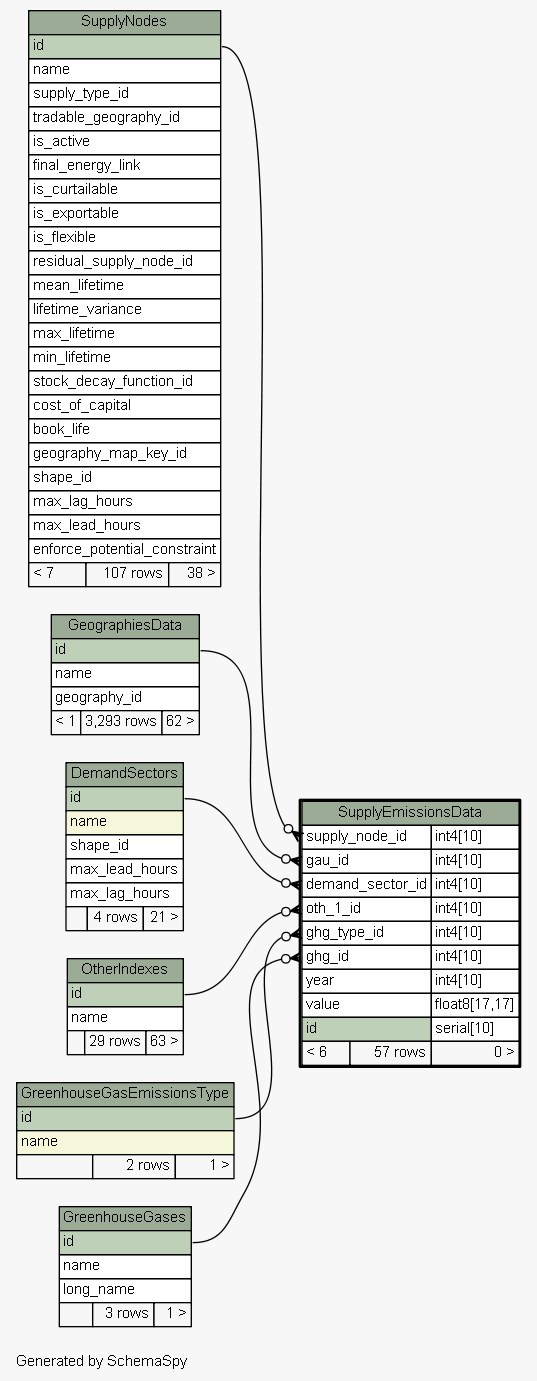 SupplyNodes
id
name
supply_type_id
tradable_geography_id
is_active
final_energy_link
is_curtailable
is_exportable
is_flexible
residual_supply_node_id
mean_lifetime
lifetime_variance
max_lifetime
min_lifetime
stock_decay_function_id
cost_of_capital
book_life
geography_map_key_id
shape_id
max_lag_hours
max_lead_hours
enforce_potential_constraint
< 7 107 rows 38 >
GeographiesData
id
name
geography_id
< 1 3,293 rows 62 >
DemandSectors
id
name
shape_id
max_lead_hours
max_lag_hours
4 rows 21 >
OtherIndexes
id
name
29 rows 63 >
GreenhouseGasEmissionsType
id
name
2 rows 1 >
GreenhouseGases
id
name
long_name
3 rows 1 >
SupplyEmissionsData
supply_node_id int4[10]
gau_id int4[10]
demand_sector_id int4[10]
oth_1_id int4[10]
ghg_type_id int4[10]
ghg_id int4[10]
year int4[10]
value float8[17,17]
id serial[10]
< 6 57 rows 0 >
Generated by SchemaSpy